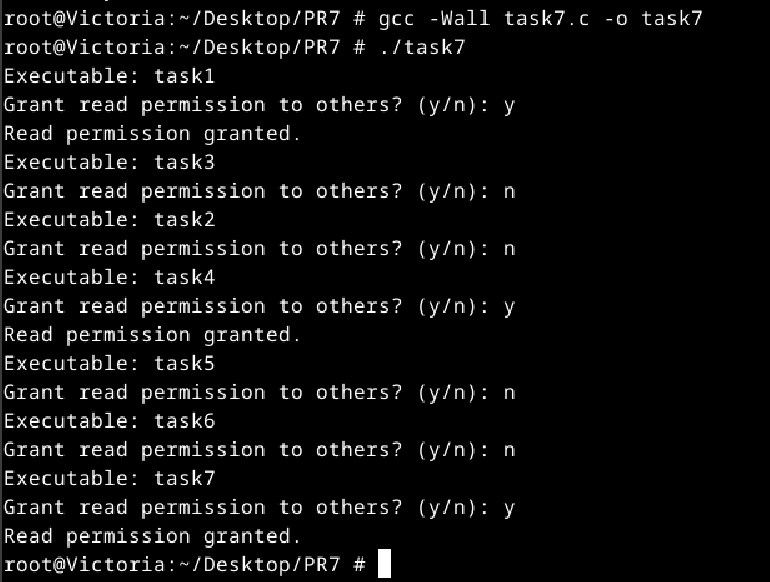 root@Victoria:~/Desktop/PR7 # gcc -Wall task7.c -o task7
root@Victoria:~/Desktop/PR7 # ./task7
Executable: task1
Grant read permission to others? (y/n): y
Read permission granted.
Executable: task3
Grant read permission to others? (y/n): n
Executable: task2
Grant read permission to others? (y/n): n
Executable: task4
Grant read permission to others? (y/n): y
Read permission granted.
Executable: task5
Grant read permission to others? (y/n): n
Executable: task6
Grant read permission to others? (y/n): n
Executable: task7
Grant read permission to others? (y/n): y
Read permission granted.
root@Victoria:~/Desktop/PR7 #